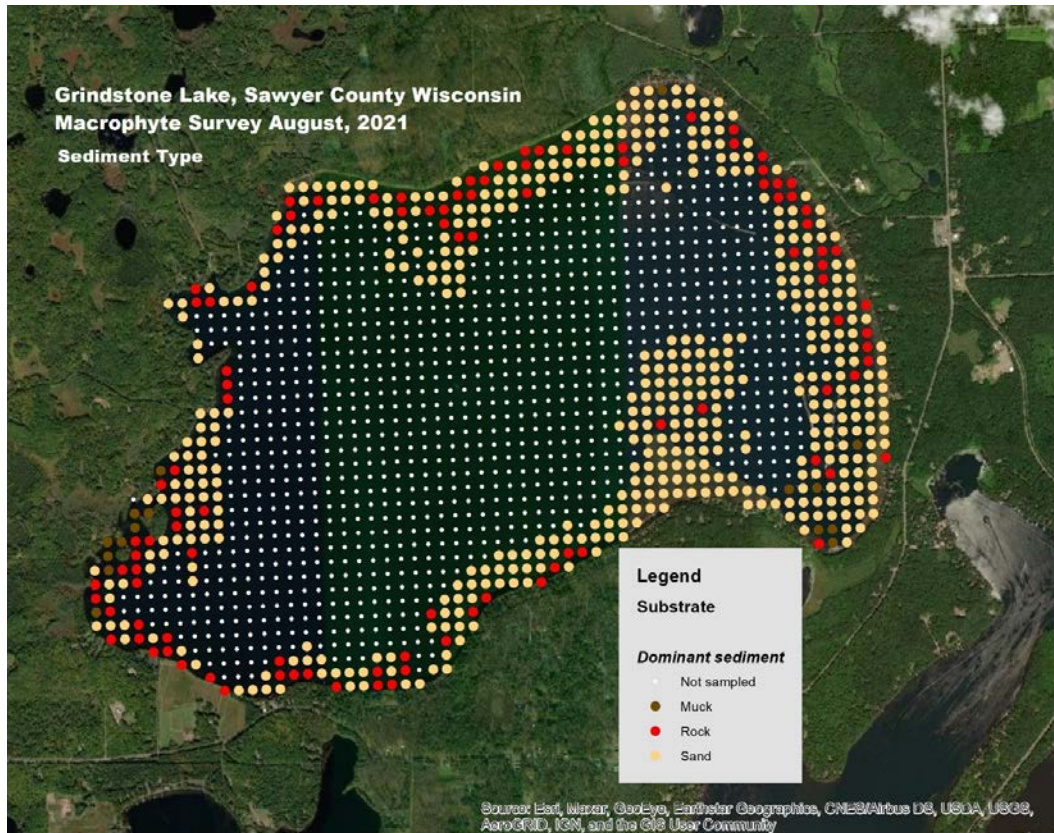 Grindstone Lake, Sawyer County Wisconsin
Macrophyte Survey August, 2021
Sediment Type
Legend
Substrate
Dominant sediment
Not sampled
Muck
Rock
Sand
Source: Esri, Maxar, GeoEye, Earthstar Geographics, CNES/Airbus DS, USDA, USGS,
AeroGRID, IGN, and the GIS User Community